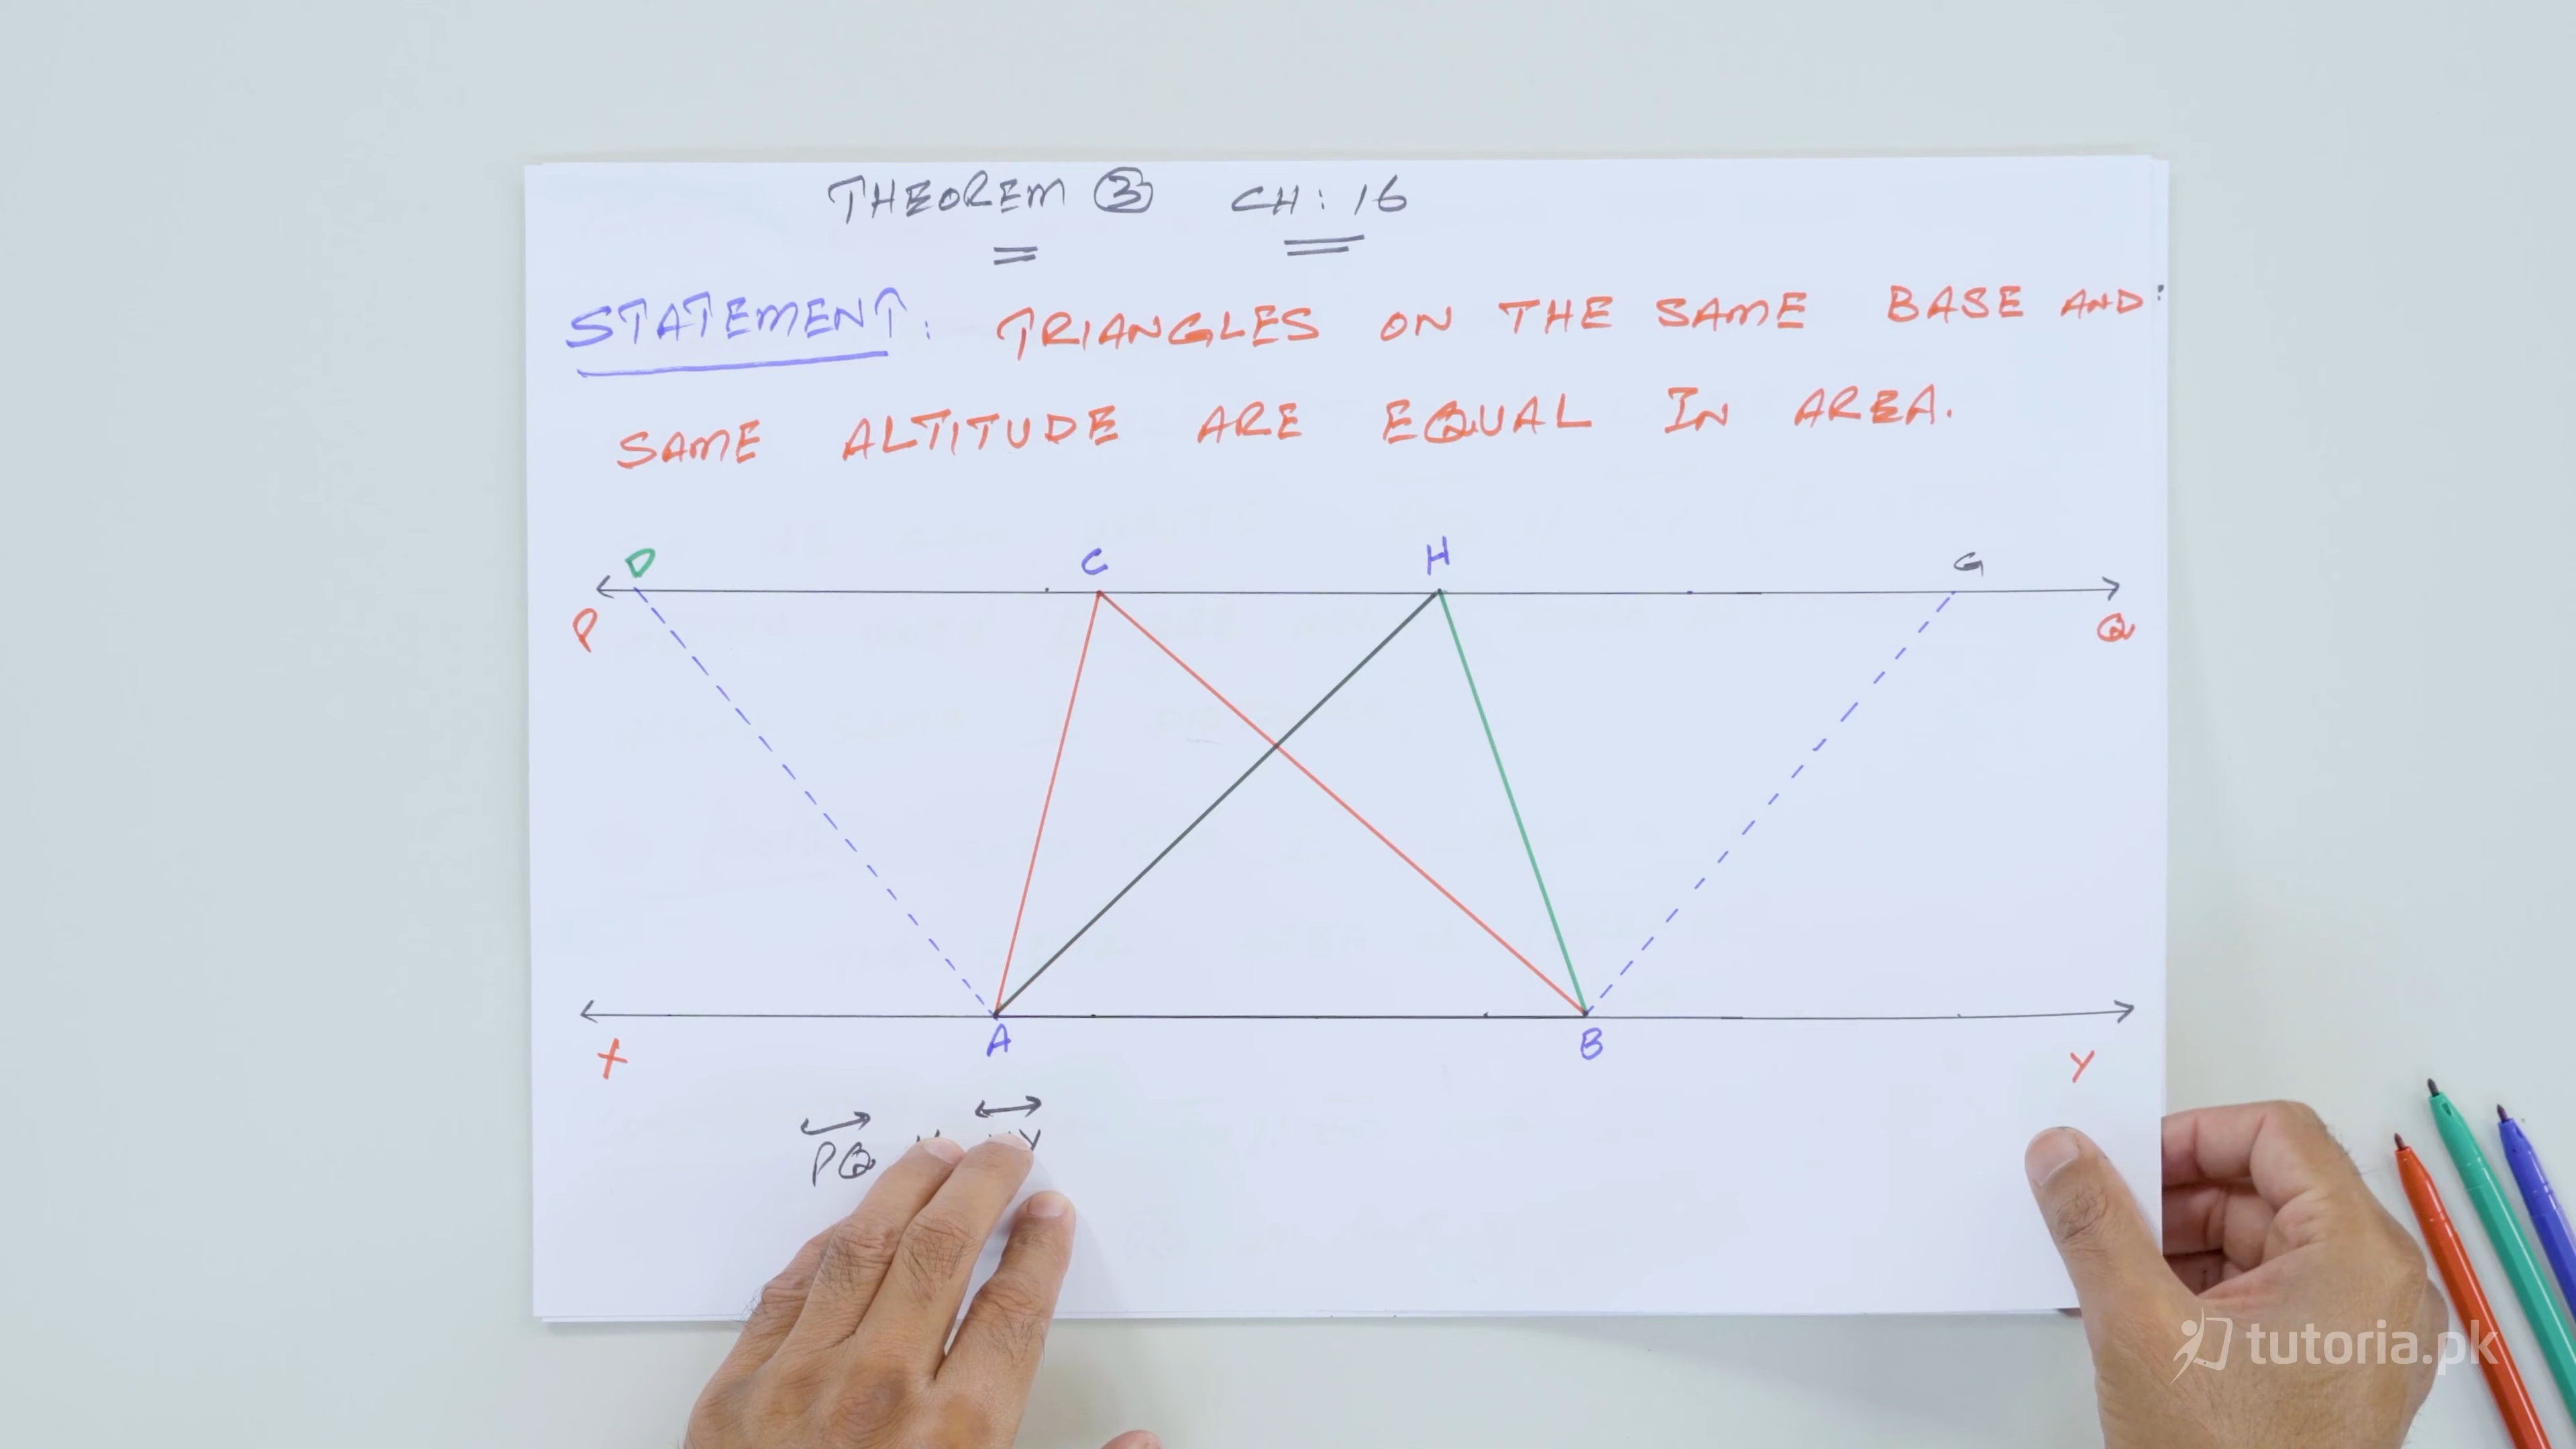 THEOREM 3 CH: 16
STATEMENT: TRIANGLES ON THE SAME BASE AND
SAME ALTITUDE ARE EQUAL IN AREA.
D C H G
P Q
A B
X Y
PQ
tutoria.pk